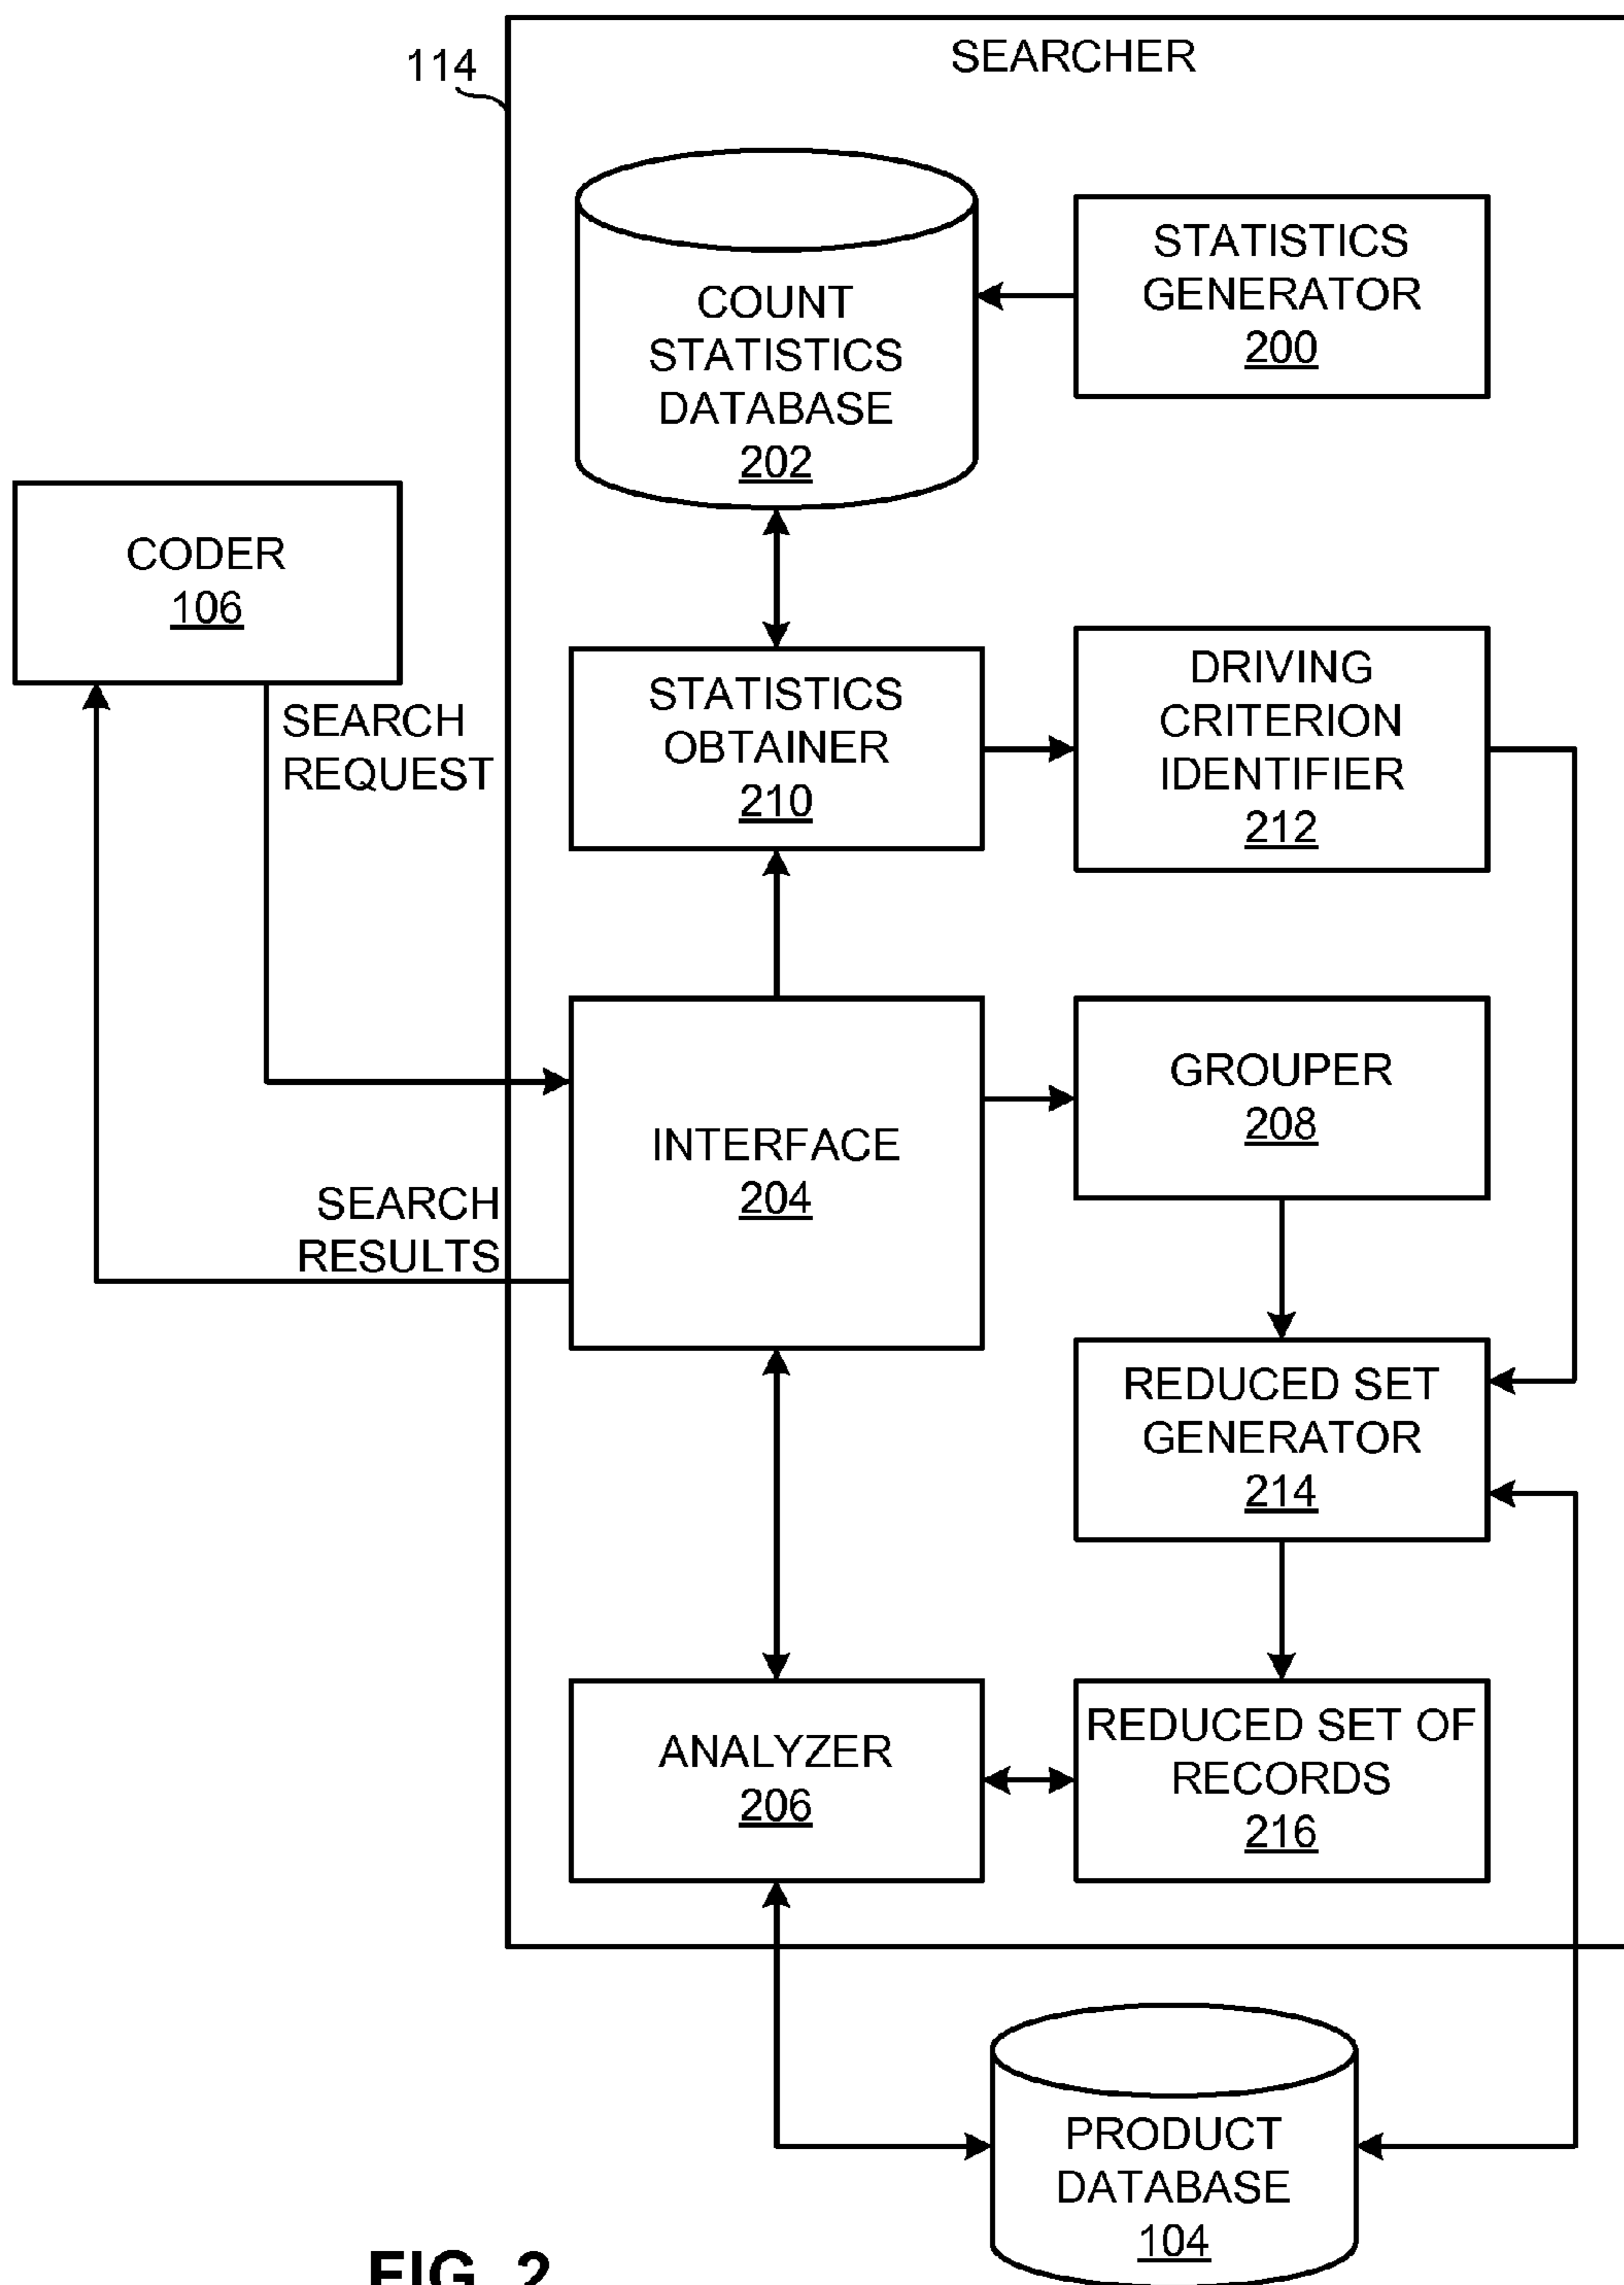 SEARCHER
114
COUNT
STATISTICS
DATABASE
202
STATISTICS
GENERATOR
200
CODER
106
SEARCH
REQUEST
STATISTICS
OBTAINER
210
DRIVING
CRITERION
IDENTIFIER
212
INTERFACE
204
GROUPER
208
SEARCH
RESULTS
REDUCED SET
GENERATOR
214
ANALYZER
206
REDUCED SET OF
RECORDS
216
PRODUCT
DATABASE
104
FIG. 2